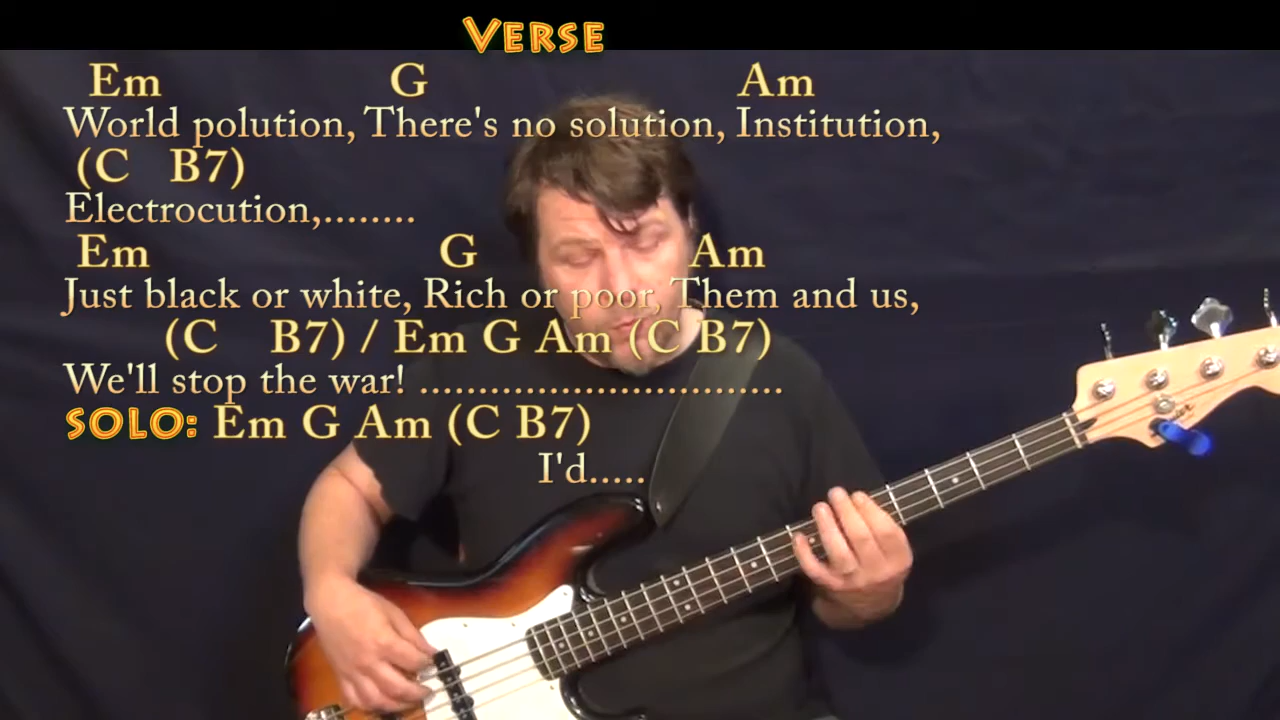 VERSE
Em G Am
World polution, There's no solution, Institution,
(C B7)
Electrocution,........
Em G Am
Just black or white, Rich or poor, Them and us,
(C B7) / Em G Am (C B7)
We'll stop the war! ...............................
SOLO: Em G Am (C B7)
I'd.....